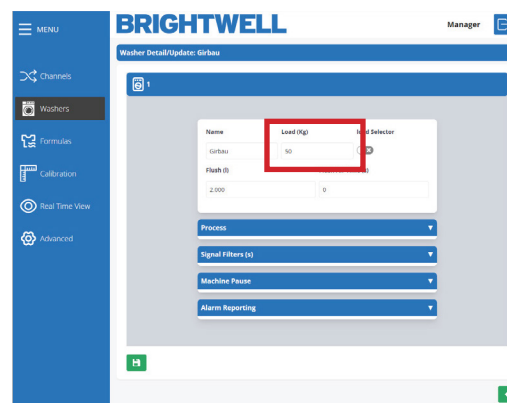 MENU
BRIGHTWELL
Manager
Washer Detail/Update: Girbau
Channels
1
Washers
Name
Load (Kg)
Selector
Formulas
Girbau
50
Flush (l)
Calibration
2.000
0
Real Time View
Process
Advanced
Signal Filters (s)
Machine Pause
Alarm Reporting